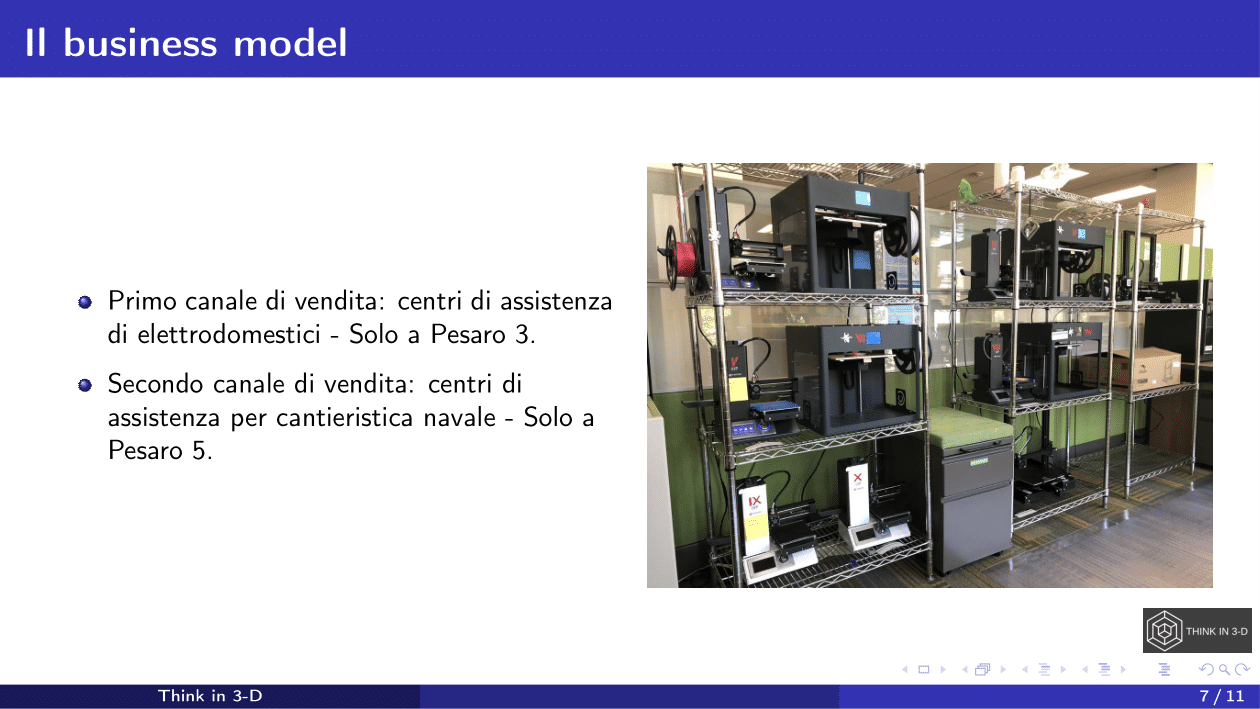 Il business model
Primo canale di vendita: centri di assistenza
di elettrodomestici - Solo a Pesaro 3.
Secondo canale di vendita: centri di
assistenza per cantieristica navale - Solo a
Pesaro 5.
V
IX
X
THINK IN 3-D
Think in 3-D
7 / 11